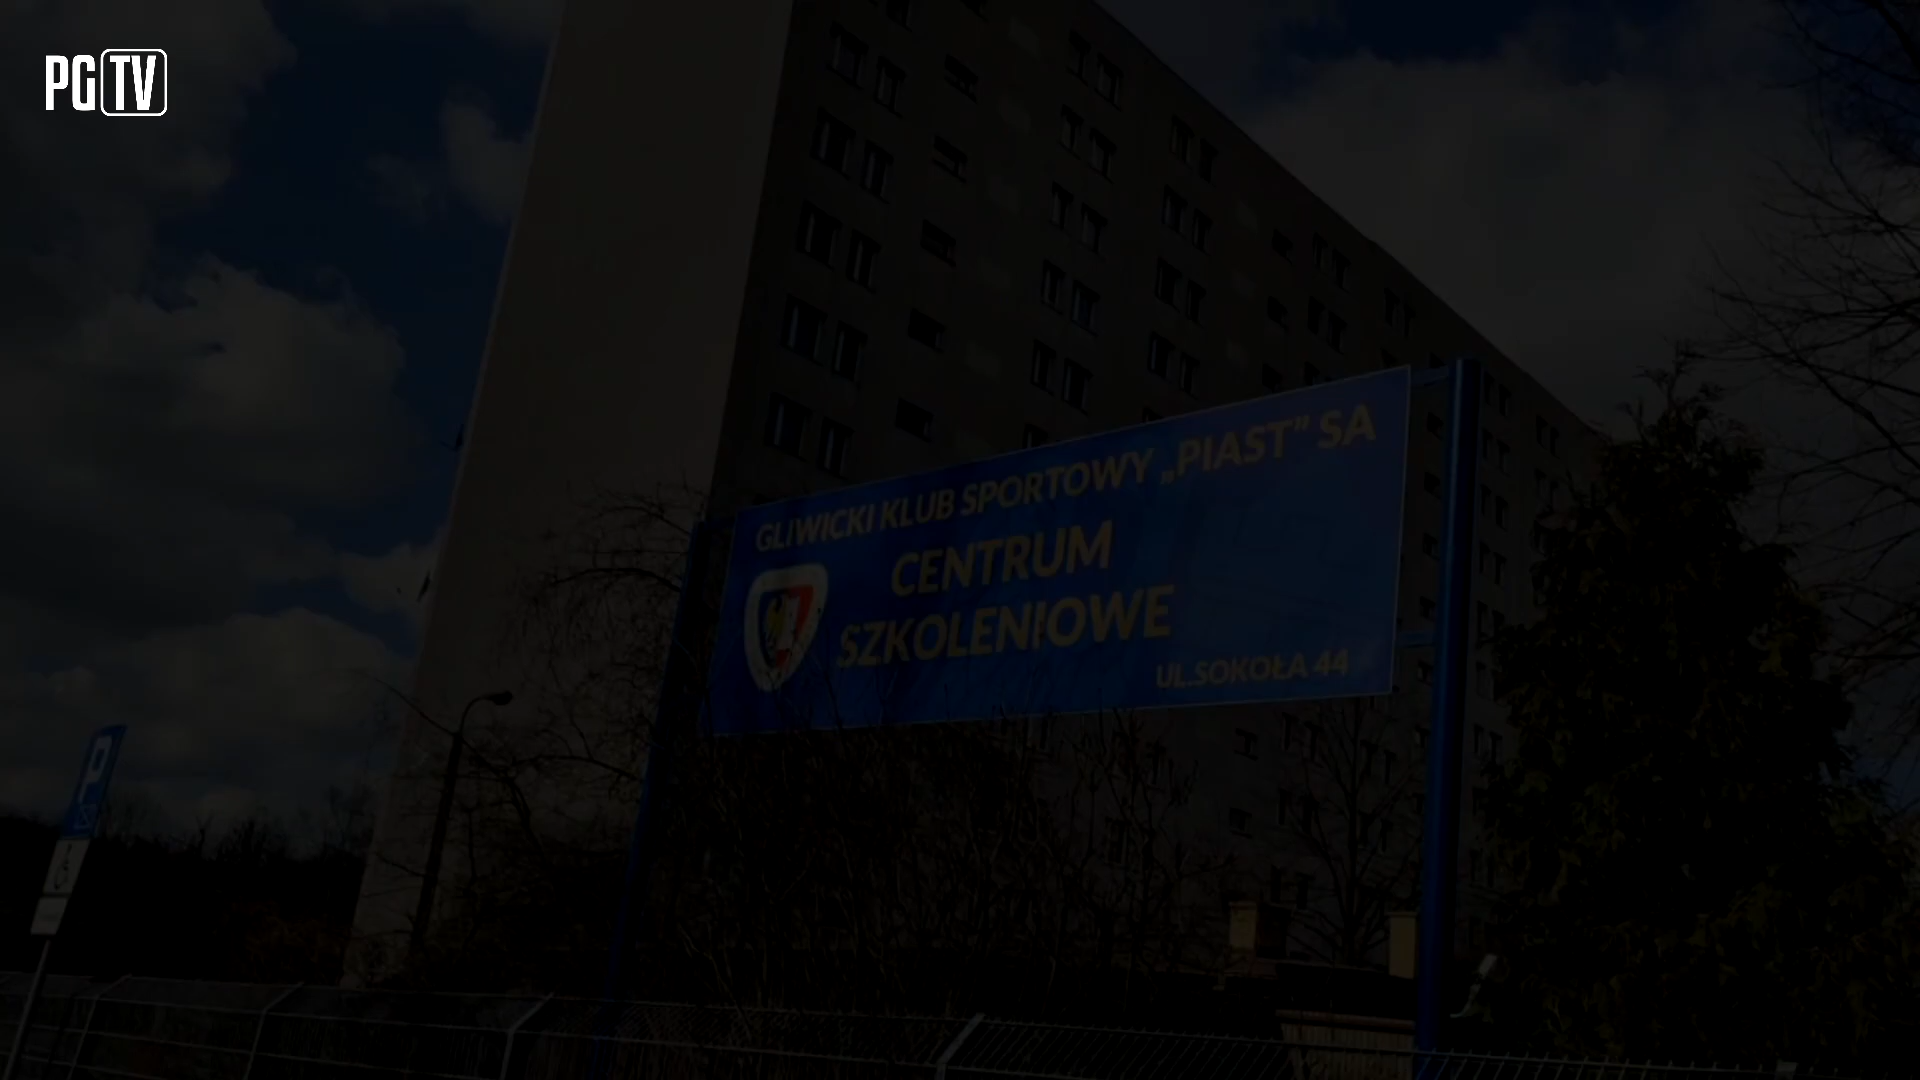 PGTV
GLIWICKI KLUB SPORTOWY „PIAST” SA
CENTRUM
SZKOLENIOWE
UL.SOKOŁA 44
P